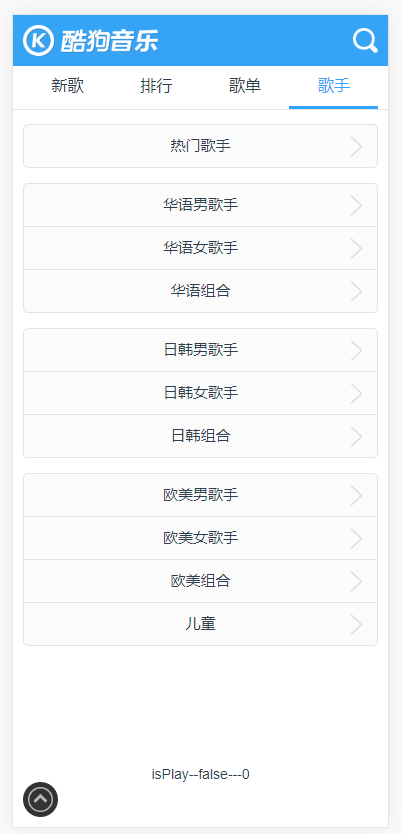 酷狗音乐
新歌 排行 歌单 歌手
热门歌手
华语男歌手
华语女歌手
华语组合
日韩男歌手
日韩女歌手
日韩组合
欧美男歌手
欧美女歌手
欧美组合
儿童
isPlay--false---0